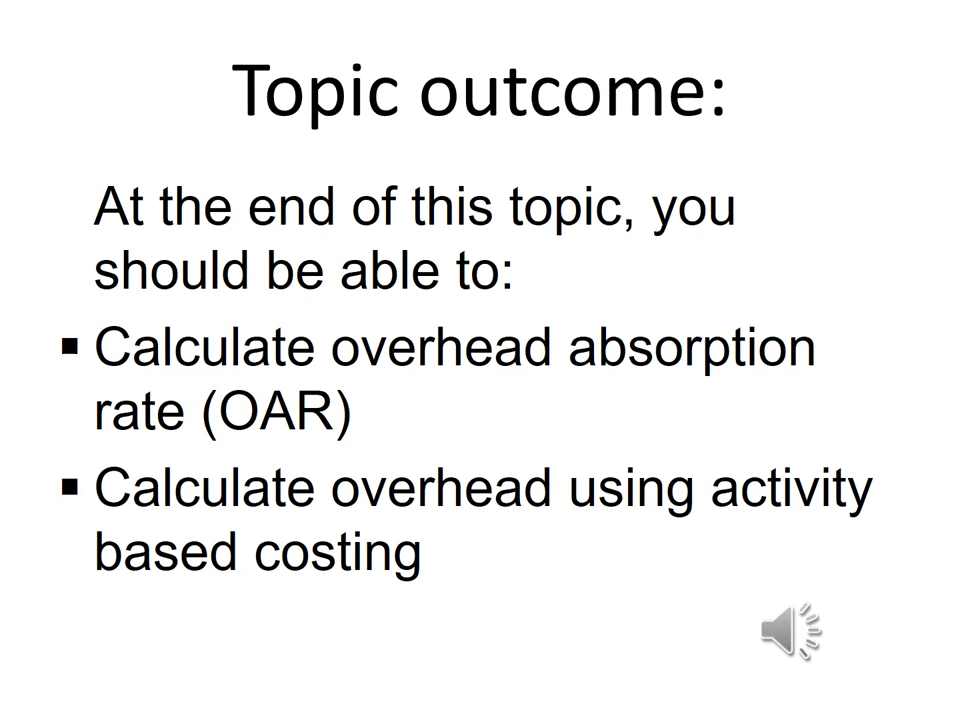 Topic outcome:
At the end of this topic, you
should be able to:
▪ Calculate overhead absorption
rate (OAR)
▪ Calculate overhead using activity
based costing